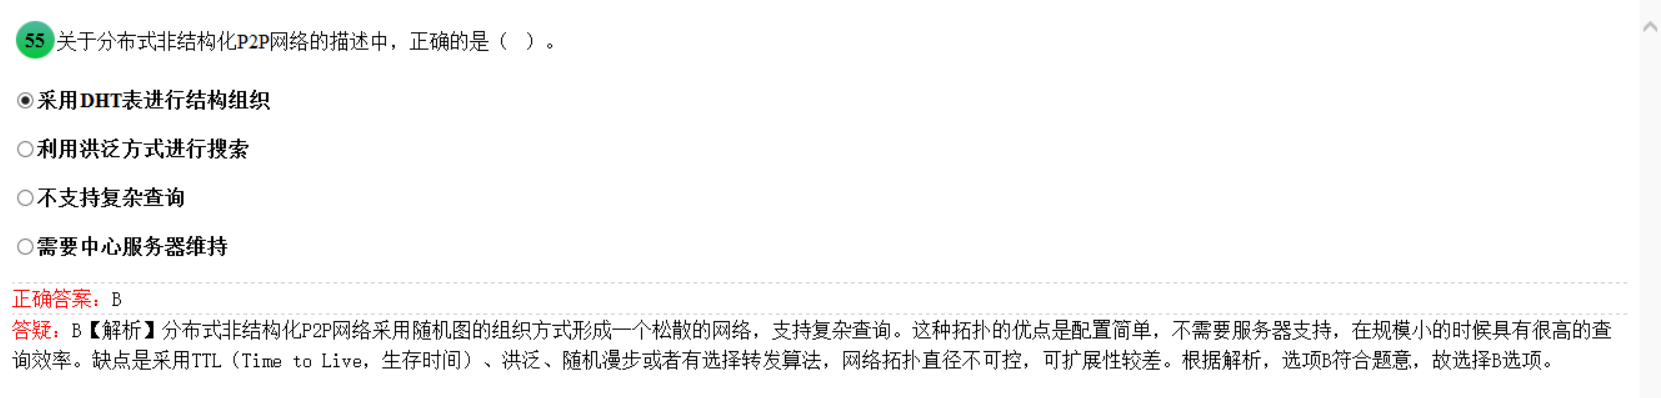 55 关于分布式非结构化P2P网络的描述中，正确的是（ ）。
采用DHT表进行结构组织
利用洪泛方式进行搜索
不支持复杂查询
需要中心服务器维持
正确答案：B
答疑：B【解析】分布式非结构化P2P网络采用随机图的组织方式形成一个松散的网络，支持复杂查询。这种拓扑的优点是配置简单，不需要服务器支持，在规模小的时候具有很高的查
询效率。缺点是采用TTL（Time to Live，生存时间）、洪泛、随机漫步或者有选择转发算法，网络拓扑直径不可控，可扩展性较差。根据解析，选项B符合题意，故选择B选项。